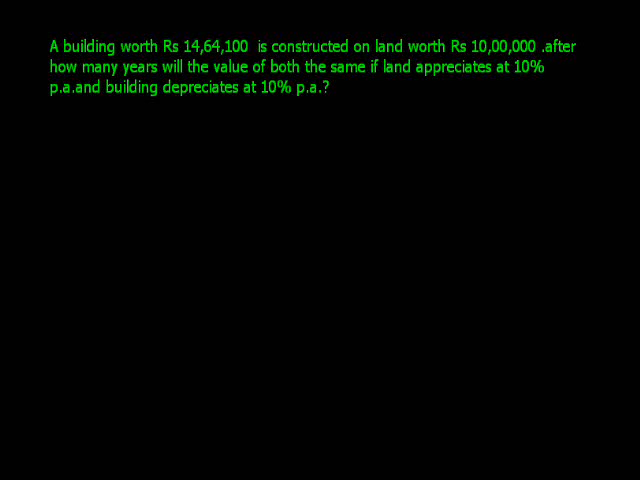 A building worth Rs 14,64,100  is constructed on land worth Rs 10,00,000 .after
how many years will the value of both the same if land appreciates at 10%
p.a.and building depreciates at 10% p.a.?